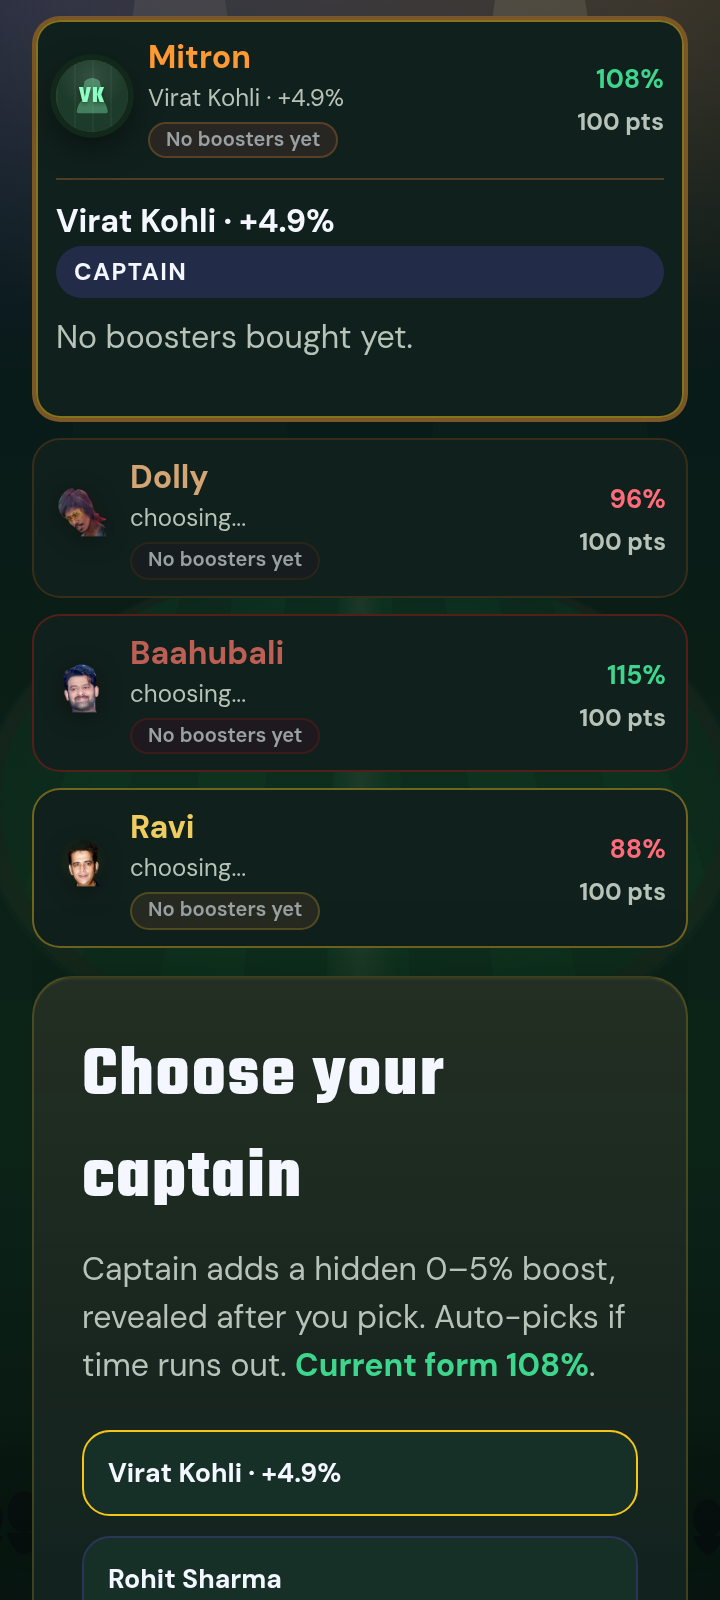 Mitron
VK
Virat Kohli · +4.9%
No boosters yet
108%
100 pts
Virat Kohli · +4.9%
CAPTAIN
No boosters bought yet.
Dolly
choosing...
No boosters yet
96%
100 pts
Baahubali
choosing...
No boosters yet
115%
100 pts
Ravi
choosing...
No boosters yet
88%
100 pts
Choose your
captain
Captain adds a hidden 0–5% boost,
revealed after you pick. Auto-picks if
time runs out. Current form 108%.
Virat Kohli · +4.9%
Rohit Sharma